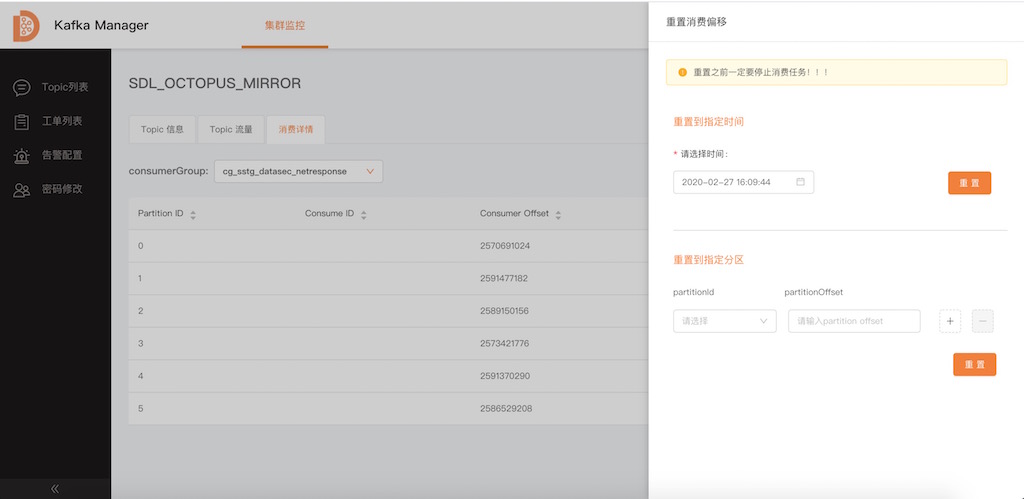 Kafka Manager
集群监控
Topic列表
工单列表
告警配置
密码修改
SDL_OCTOPUS_MIRROR
Topic 信息 Topic 流量 消费详情
consumerGroup: cg_sstg_datasec_netresponse
Partition ID Consume ID Consumer Offset
0 2570691024
1 2591477182
2 2589150156
3 2573421776
4 2591370290
5 2586529208
重置消费偏移
重置之前一定要停止消费任务！！！
重置到指定时间
* 请选择时间：
2020-02-27 16:09:44 重 置
重置到指定分区
partitionId partitionOffset
请选择 请输入partition offset
重 置